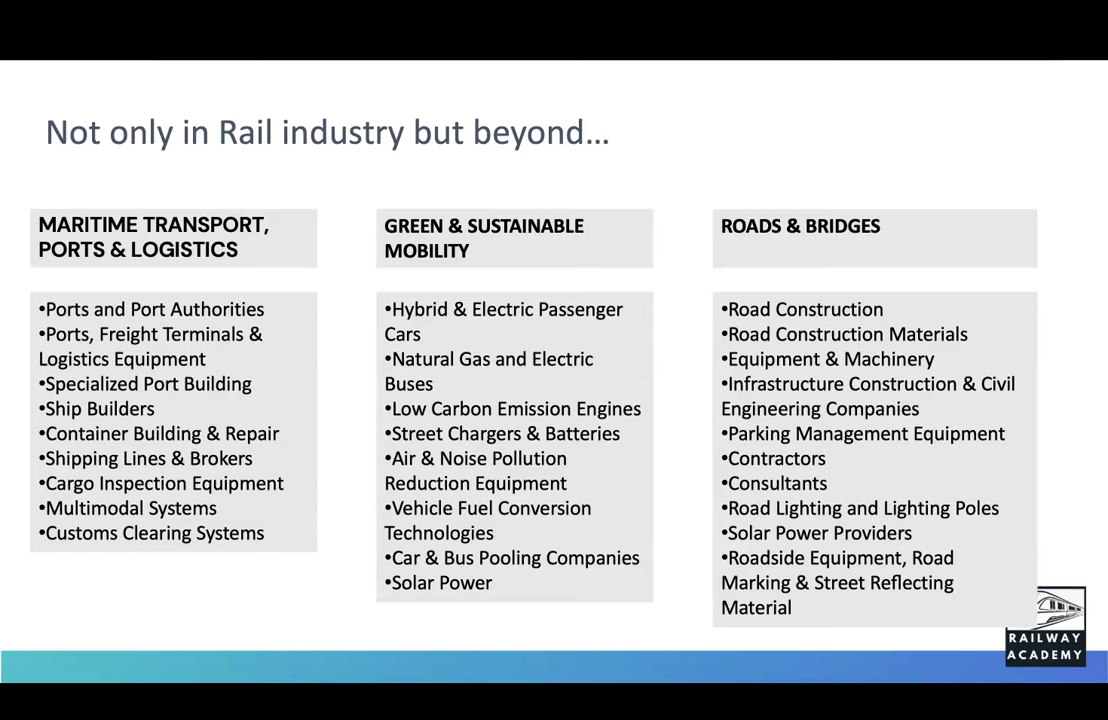 Not only in Rail industry but beyond...
MARITIME TRANSPORT,
PORTS & LOGISTICS
•Ports and Port Authorities
•Ports, Freight Terminals &
Logistics Equipment
•Specialized Port Building
•Ship Builders
•Container Building & Repair
•Shipping Lines & Brokers
•Cargo Inspection Equipment
•Multimodal Systems
•Customs Clearing Systems
GREEN & SUSTAINABLE
MOBILITY
•Hybrid & Electric Passenger
Cars
•Natural Gas and Electric
Buses
•Low Carbon Emission Engines
•Street Chargers & Batteries
•Air & Noise Pollution
Reduction Equipment
•Vehicle Fuel Conversion
Technologies
•Car & Bus Pooling Companies
•Solar Power
ROADS & BRIDGES
•Road Construction
•Road Construction Materials
•Equipment & Machinery
•Infrastructure Construction & Civil
Engineering Companies
•Parking Management Equipment
•Contractors
•Consultants
•Road Lighting and Lighting Poles
•Solar Power Providers
•Roadside Equipment, Road
Marking & Street Reflecting
Material
RAILWAY
ACADEMY